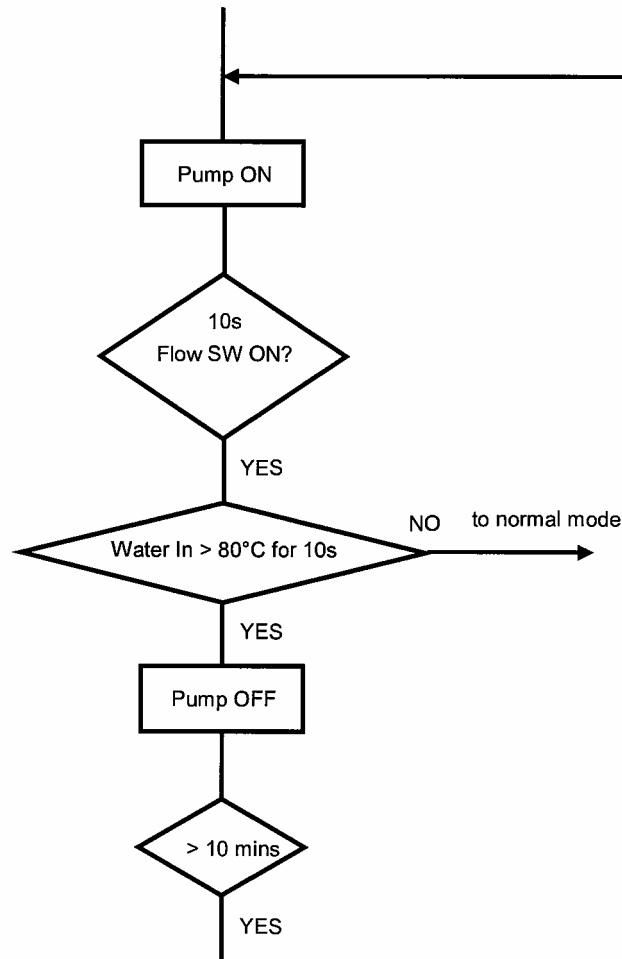 Pump ON
10s
Flow SW ON?
YES
NO to normal mode
Water In > 80°C for 10s
YES
Pump OFF
> 10 mins
YES